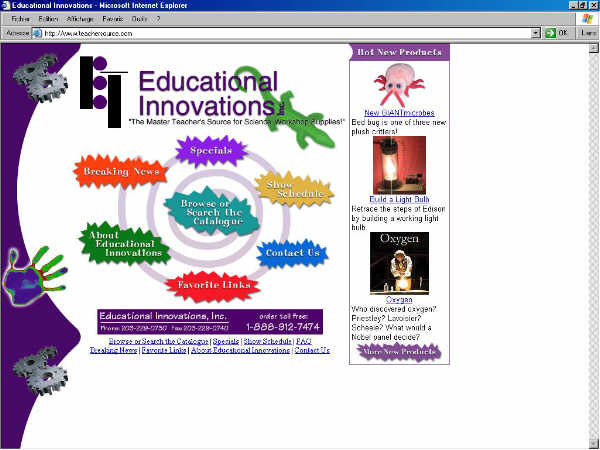 Educational Innovations - Microsoft Internet Explorer
Fichier Edition Affichage Favoris Outils ?
Adresse http://www.teachersource.com OK Liens
Educational
Innovations Inc.
"The Master Teacher's Source for Science Workshop Supplies!"
Specials
Breaking News
Show
Schedule
Browse or
Search the
Catalogue
About
Educational
Innovations
Contact Us
Favorite Links
Educational Innovations, Inc. order toll free:
Phone 203-229-0730 Fax 203-229-0740 1-888-912-7474
Browse or Search the Catalogue | Specials | Show Schedule | FAQ
Breaking News | Favorite Links | About Educational Innovations | Contact Us
Hot New Products
New GIANTmicrobes
Bed bug is one of three new
plush critters!
Build a Light Bulb
Retrace the steps of Edison
by building a working light
bulb.
Oxygen
Oxygen
Who discovered oxygen?
Priestley? Lavoisier?
Scheele? What would a
Nobel panel decide?
More New Products